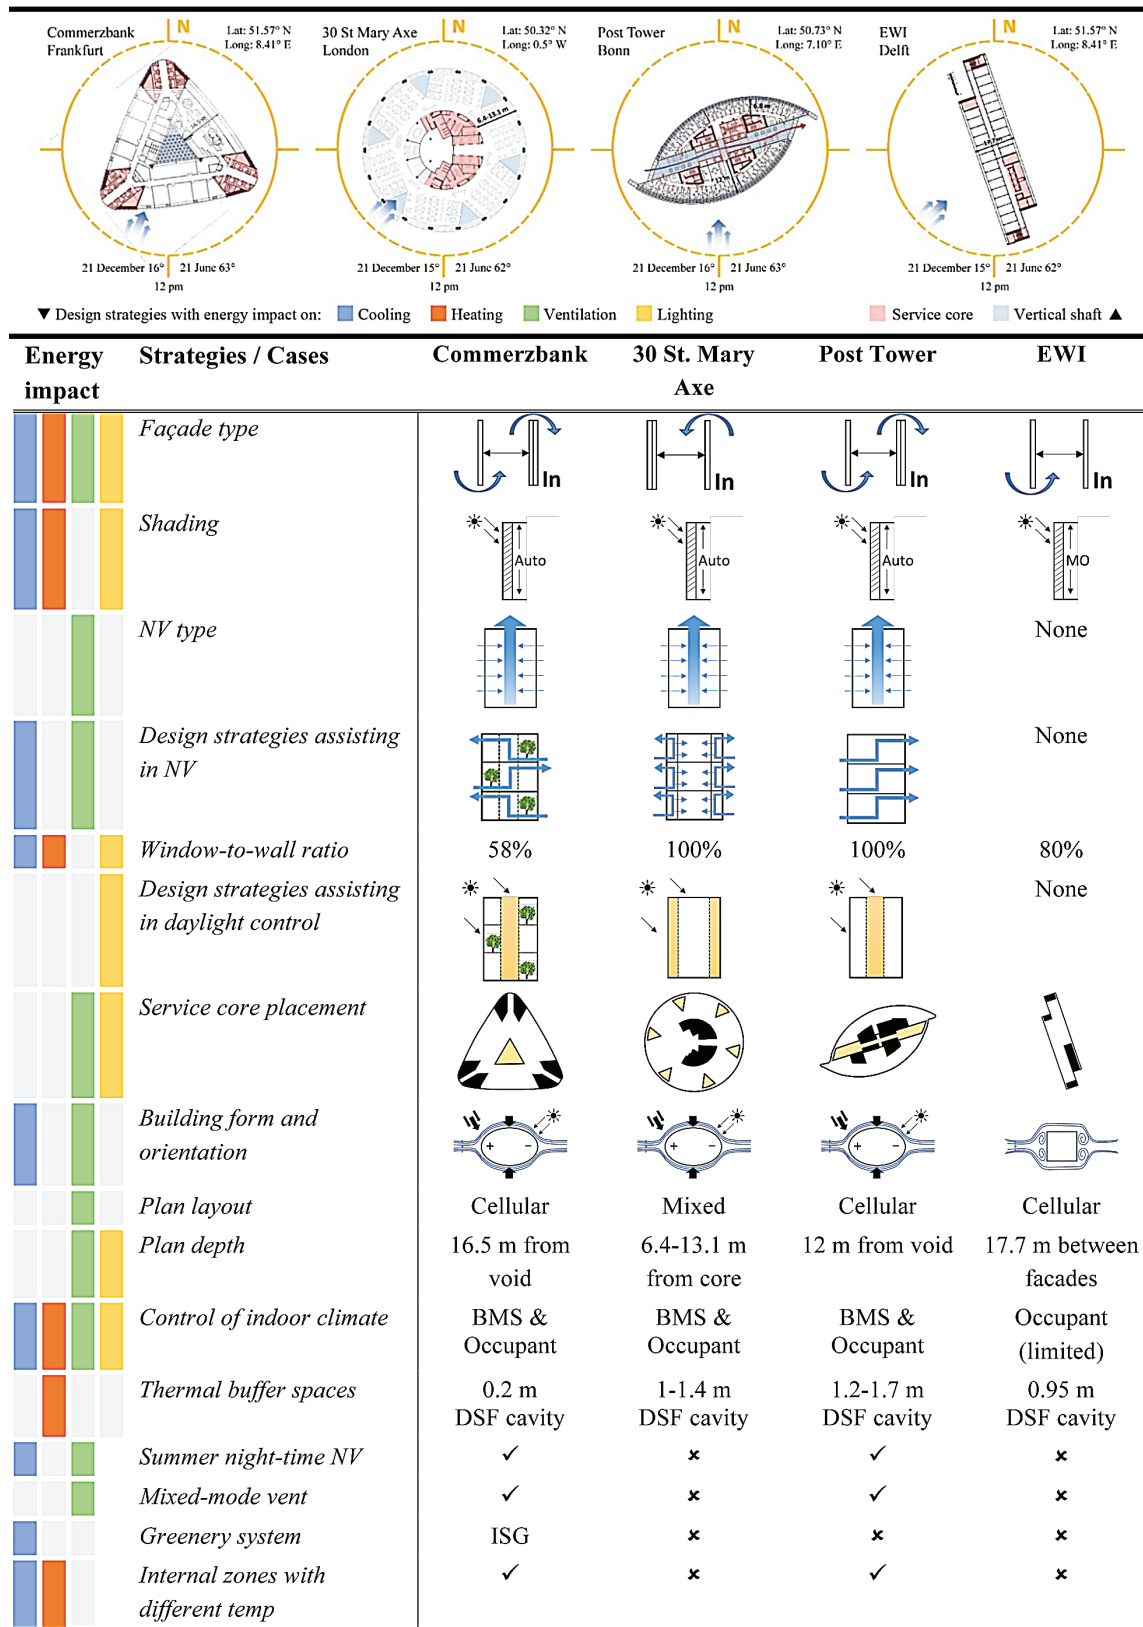 Commerzbank
Frankfurt
N
Lat: 51.57° N
Long: 8.41° E
30 St Mary Axe
London
N
Lat: 50.32° N
Long: 0.5° W
Post Tower
Bonn
N
Lat: 50.73° N
Long: 7.10° E
EWI
Delft
N
Lat: 51.57° N
Long: 8.41° E
6.4-13.1 m
21 December 16° 21 June 63°
12 pm
21 December 15° 21 June 62°
12 pm
21 December 16° 21 June 63°
12 pm
21 December 15° 21 June 62°
12 pm
▼ Design strategies with energy impact on: Cooling Heating Ventilation Lighting Service core Vertical shaft ▲
Energy impact Strategies / Cases Commerzbank 30 St. Mary Axe Post Tower EWI
Façade type In In In In
Shading Auto Auto Auto MO
NV type None
Design strategies assisting in NV None
Window-to-wall ratio 58% 100% 100% 80%
Design strategies assisting in daylight control None
Service core placement
Building form and orientation + - + - + -
Plan layout Cellular Mixed Cellular Cellular
Plan depth 16.5 m from void 6.4-13.1 m from core 12 m from void 17.7 m between facades
Control of indoor climate BMS & Occupant BMS & Occupant BMS & Occupant Occupant (limited)
Thermal buffer spaces 0.2 m DSF cavity 1-1.4 m DSF cavity 1.2-1.7 m DSF cavity 0.95 m DSF cavity
Summer night-time NV ✓ ✗ ✓ ✗
Mixed-mode vent ✓ ✗ ✓ ✗
Greenery system ISG ✗ ✗ ✗
Internal zones with different temp ✓ ✗ ✓ ✗